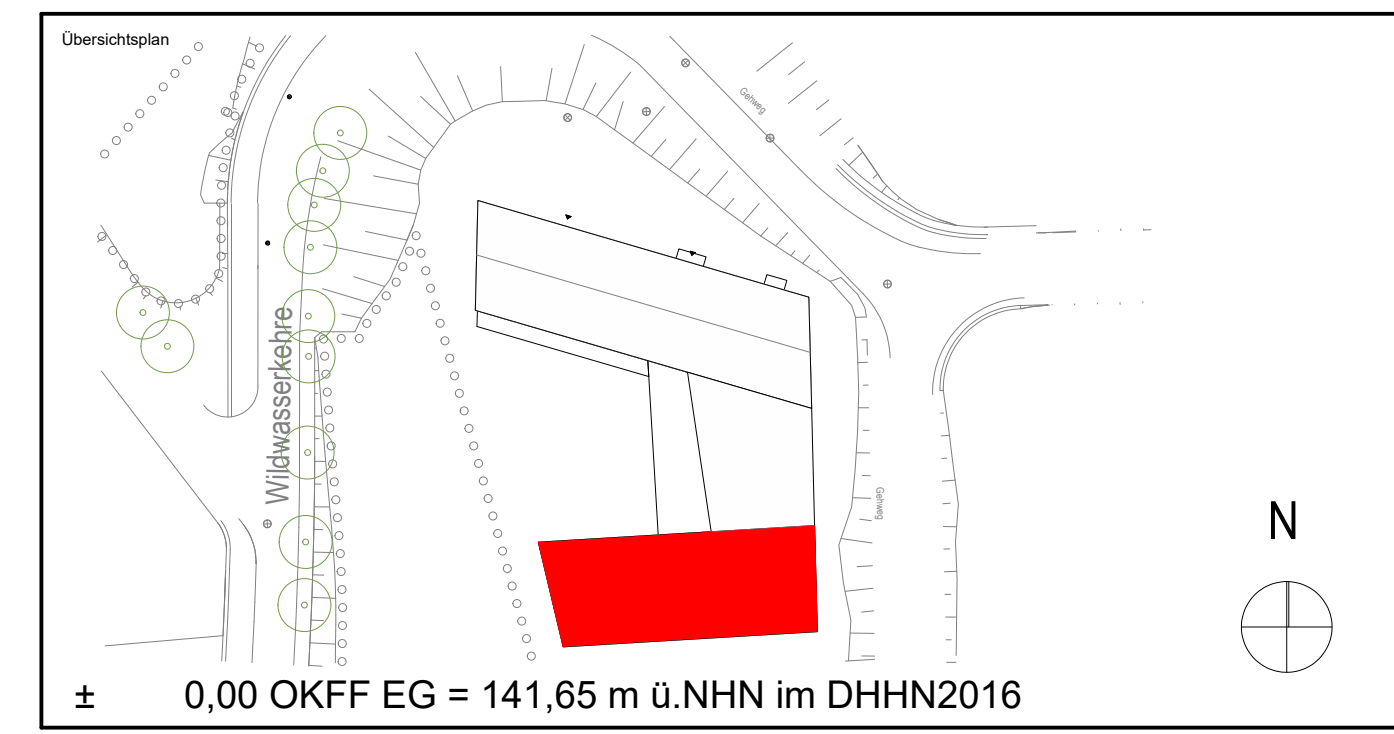 Übersichtsplan
Gehweg
Wildwasserkehre
Gehweg
N
± 0,00 OKFF EG = 141,65 m ü.NHN im DHHN2016